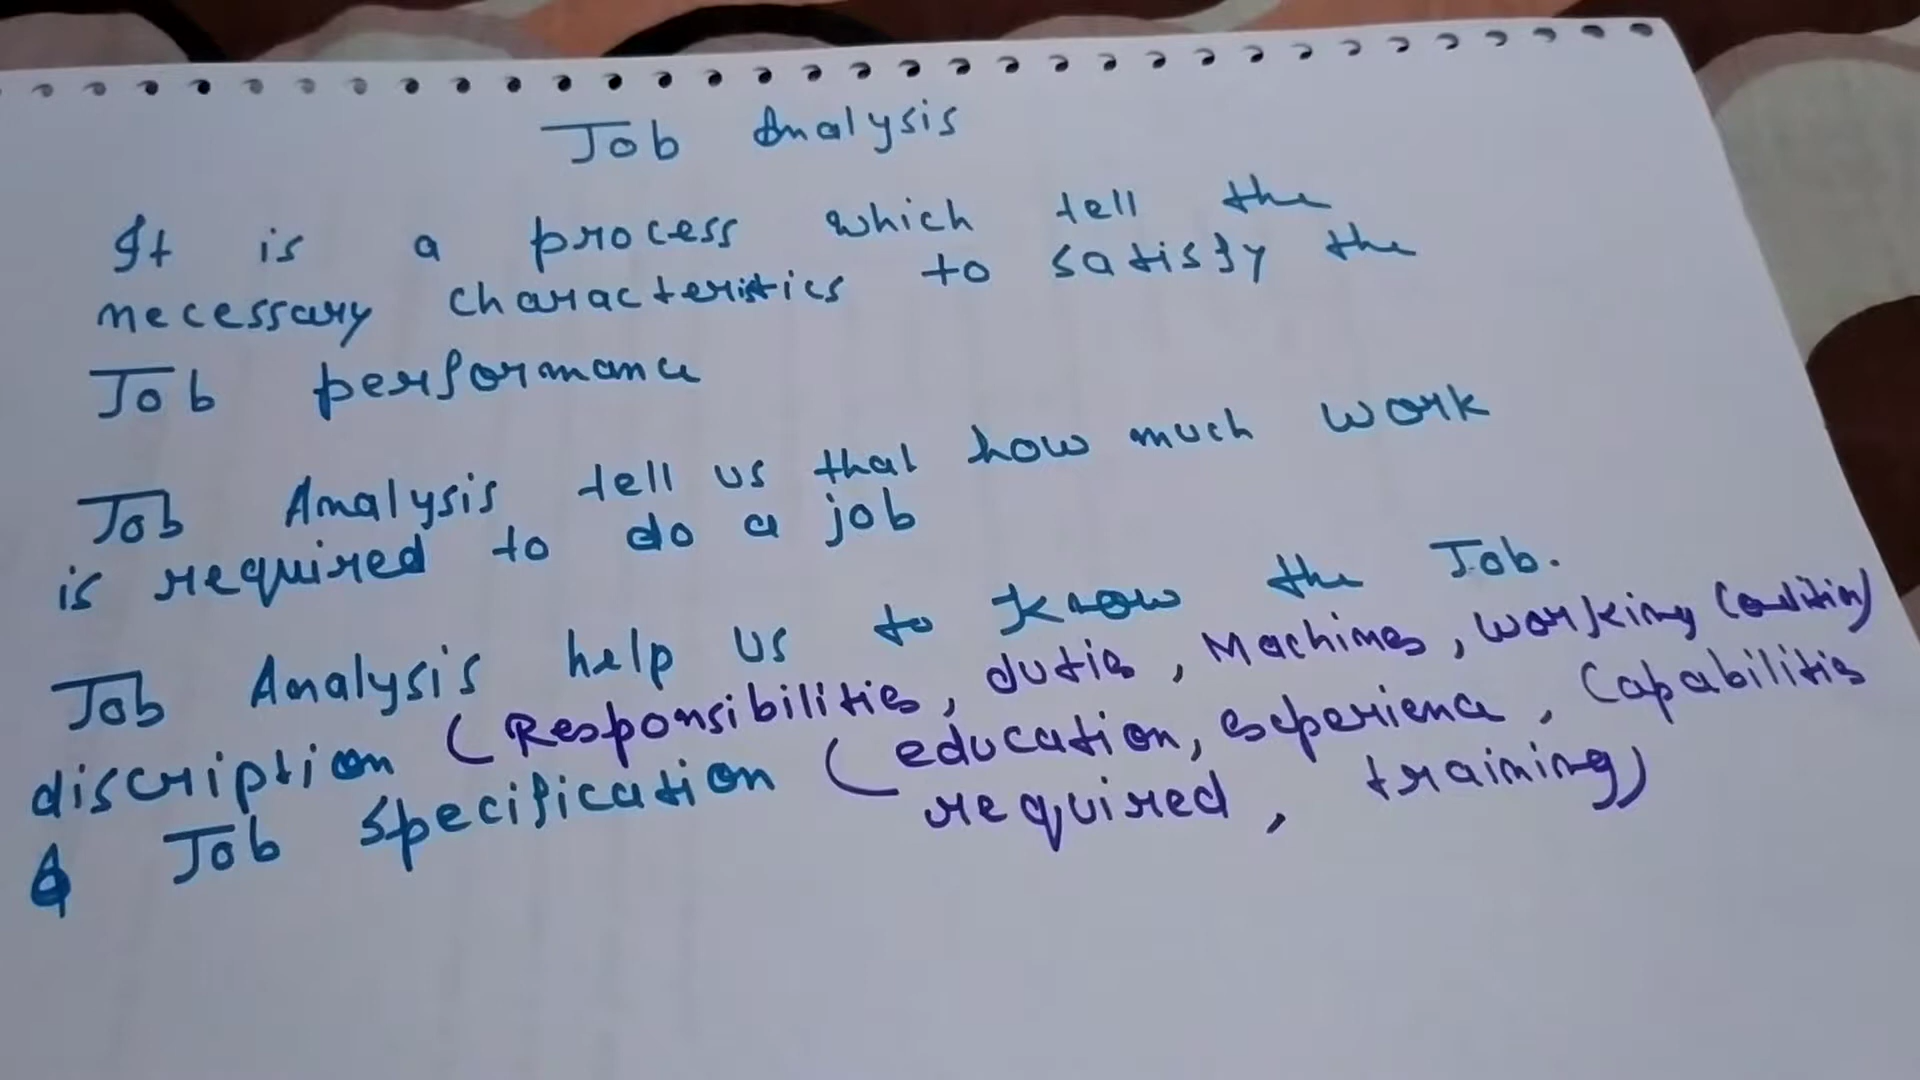 Job Analysis
It is a process which tell the
necessary characteristics to satisfy the
Job performance
Job Analysis tell us that how much work
is required to do a job
Job Analysis help us to know the Job.
discription (Responsibilities, duties, Machines, working Condition)
& Job specification (education, experience, Capabilities
required, training)